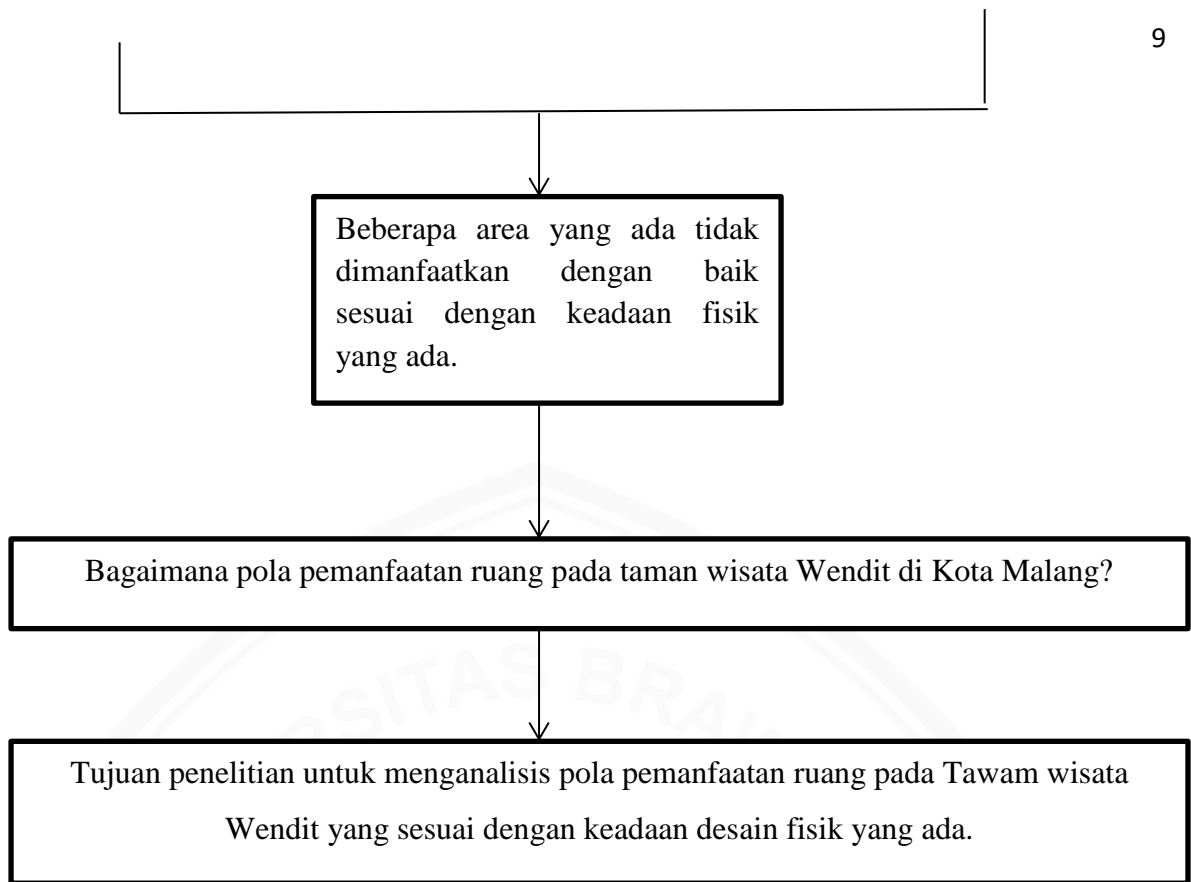 9
Beberapa area yang ada tidak
dimanfaatkan dengan baik
sesuai dengan keadaan fisik
yang ada.
Bagaimana pola pemanfaatan ruang pada taman wisata Wendit di Kota Malang?
RSITAS BRAW
Tujuan penelitian untuk menganalisis pola pemanfaatan ruang pada Tawam wisata
Wendit yang sesuai dengan keadaan desain fisik yang ada.